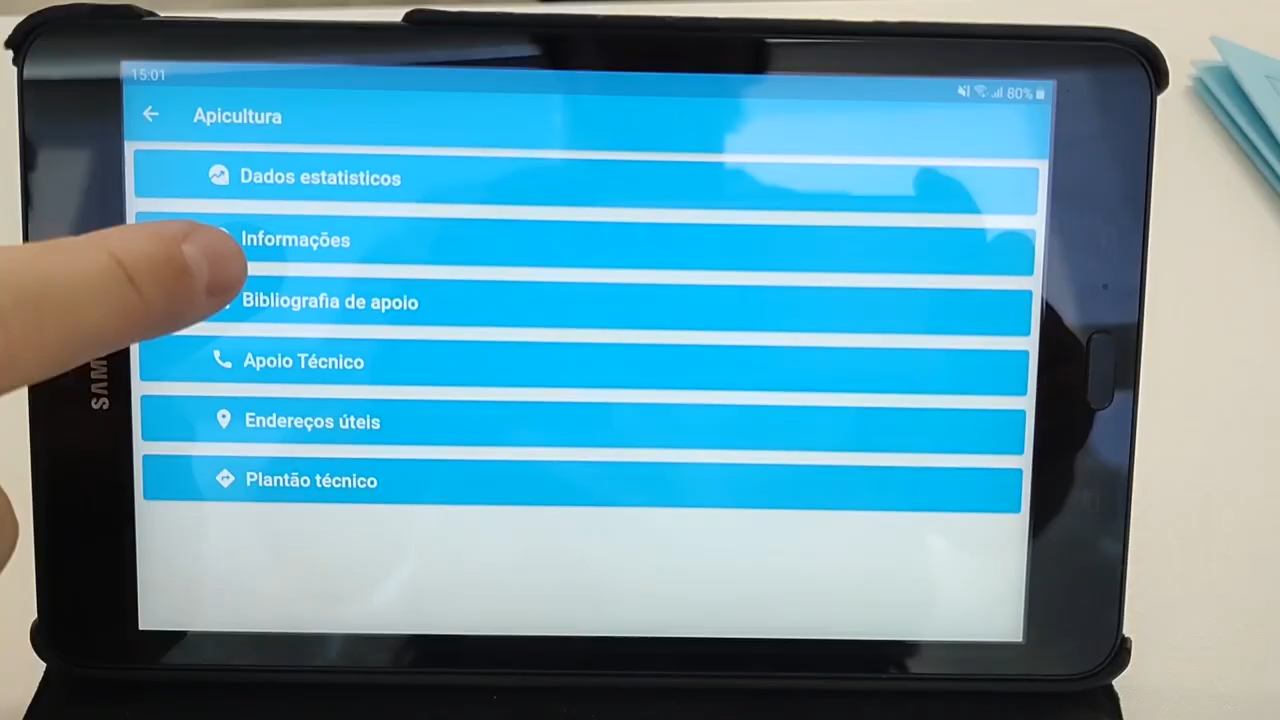 15:01
80%
Apicultura
Dados estatisticos
Informações
Bibliografia de apoio
Apoio Técnico
Endereços úteis
Plantão técnico